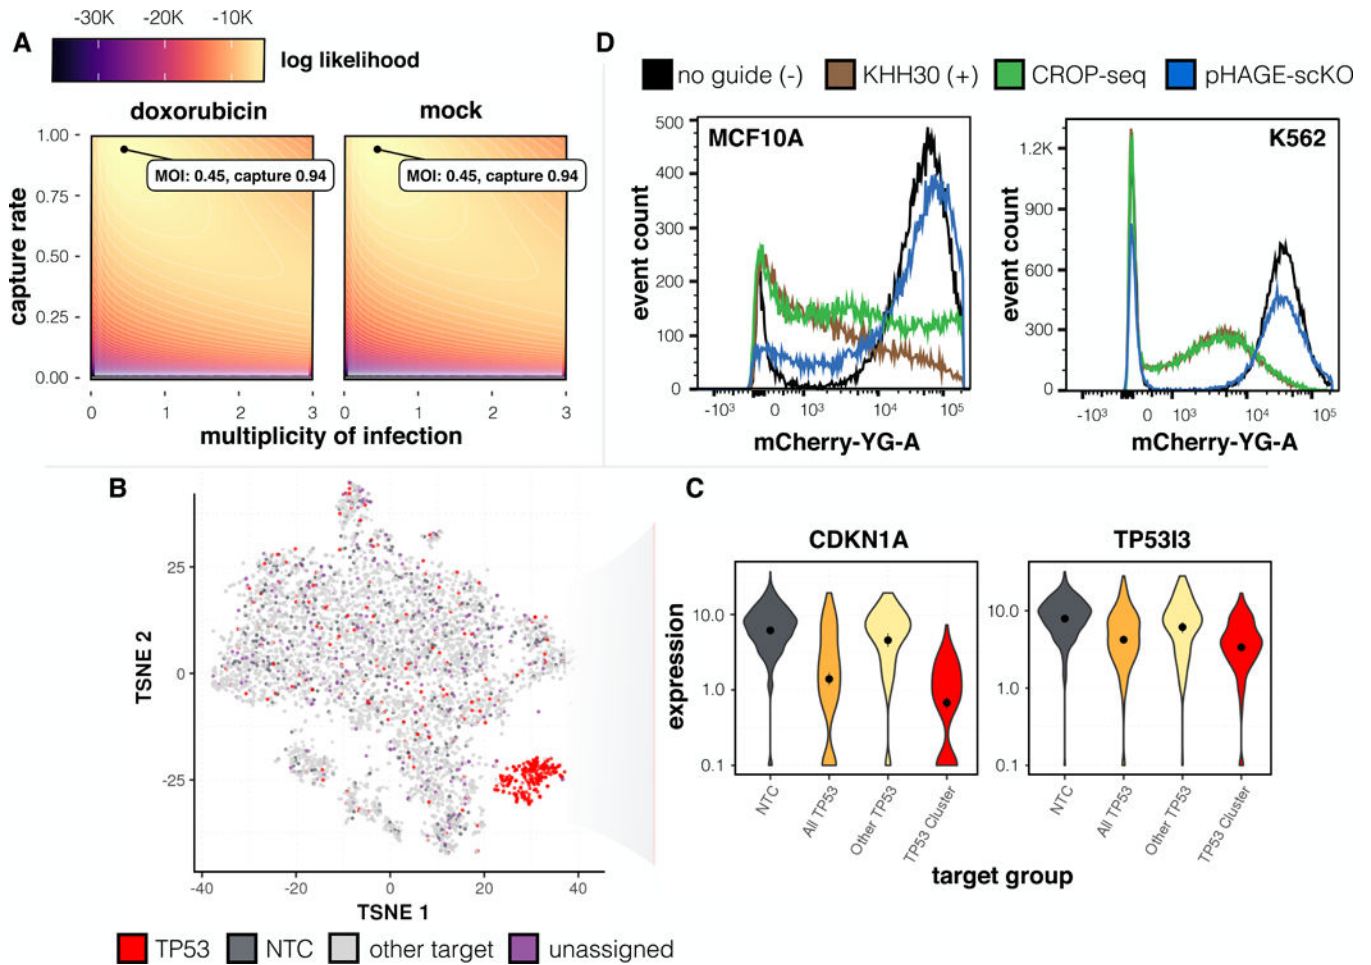 A
-30K -20K -10K
log likelihood
doxorubicin
mock
capture rate
1.00
0.75
0.50
0.25
0.00
MOI: 0.45, capture 0.94
MOI: 0.45, capture 0.94
0 1 2 3
0 1 2 3
multiplicity of infection
D
no guide (-) KHH30 (+) CROP-seq pHAGE-scKO
MCF10A
event count
500
400
300
200
100
0
-10³ 0 10³ 10⁴ 10⁵
mCherry-YG-A
K562
event count
1.2K
900
600
300
0
-10³ 0 10³ 10⁴ 10⁵
mCherry-YG-A
B
TSNE 2
25
0
-25
-40 -20 0 20 40
TSNE 1
TP53 NTC other target unassigned
C
CDKN1A
TP53I3
expression
10.0
1.0
0.1
10.0
1.0
0.1
NTC
All TP53
Other TP53
TP53 Cluster
NTC
All TP53
Other TP53
TP53 Cluster
target group